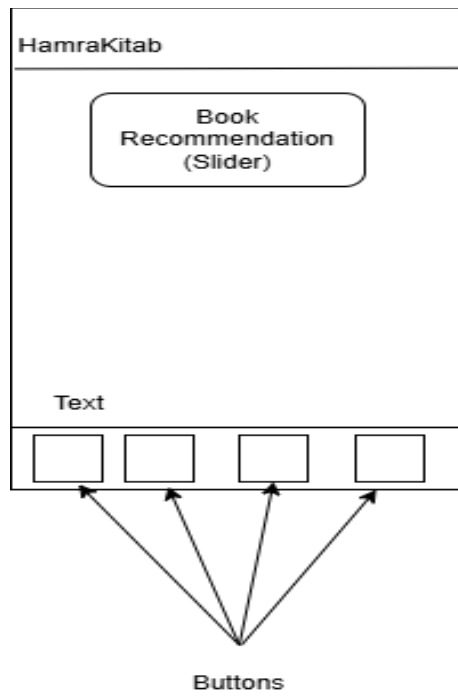 HamraKitab
Book
Recommendation
(Slider)
Text
Buttons